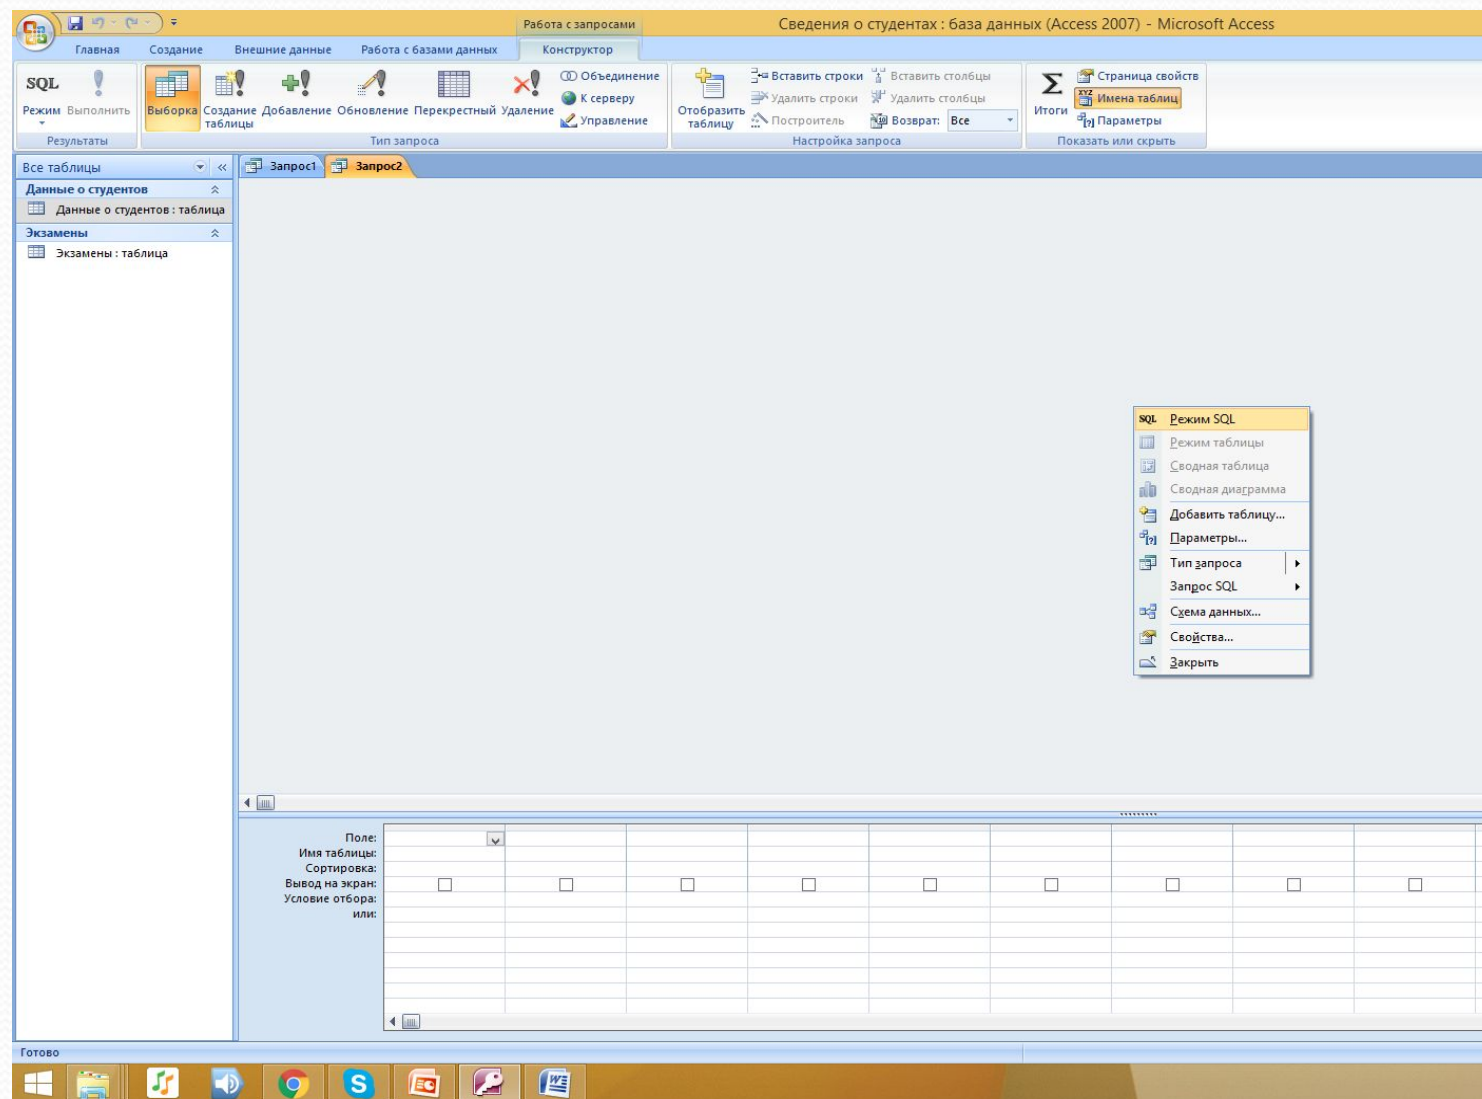 Работа с запросами
Сведения о студентах : база данных (Access 2007) - Microsoft Access
Главная Создание Внешние данные Работа с базами данных Конструктор
SQL
Режим Выполнить
Результаты
Выборка Создание таблицы Добавление Обновление Перекрестный Удаление
Объединение
К серверу
Управление
Тип запроса
Отобразить таблицу
Вставить строки
Удалить строки
Построитель
Вставить столбцы
Удалить столбцы
Возврат: Все
Настройка запроса
Итоги
Страница свойств
XYZ Имена таблиц
Параметры
Показать или скрыть
Все таблицы
Запрос1 Запрос2
Данные о студентов
Данные о студентов : таблица
Экзамены
Экзамены : таблица
SQL Режим SQL
Режим таблицы
Сводная таблица
Сводная диаграмма
Добавить таблицу...
Параметры...
Тип запроса
Запрос SQL
Схема данных...
Свойства...
Закрыть
Поле:
Имя таблицы:
Сортировка:
Вывод на экран:
Условие отбора:
или:
Готово